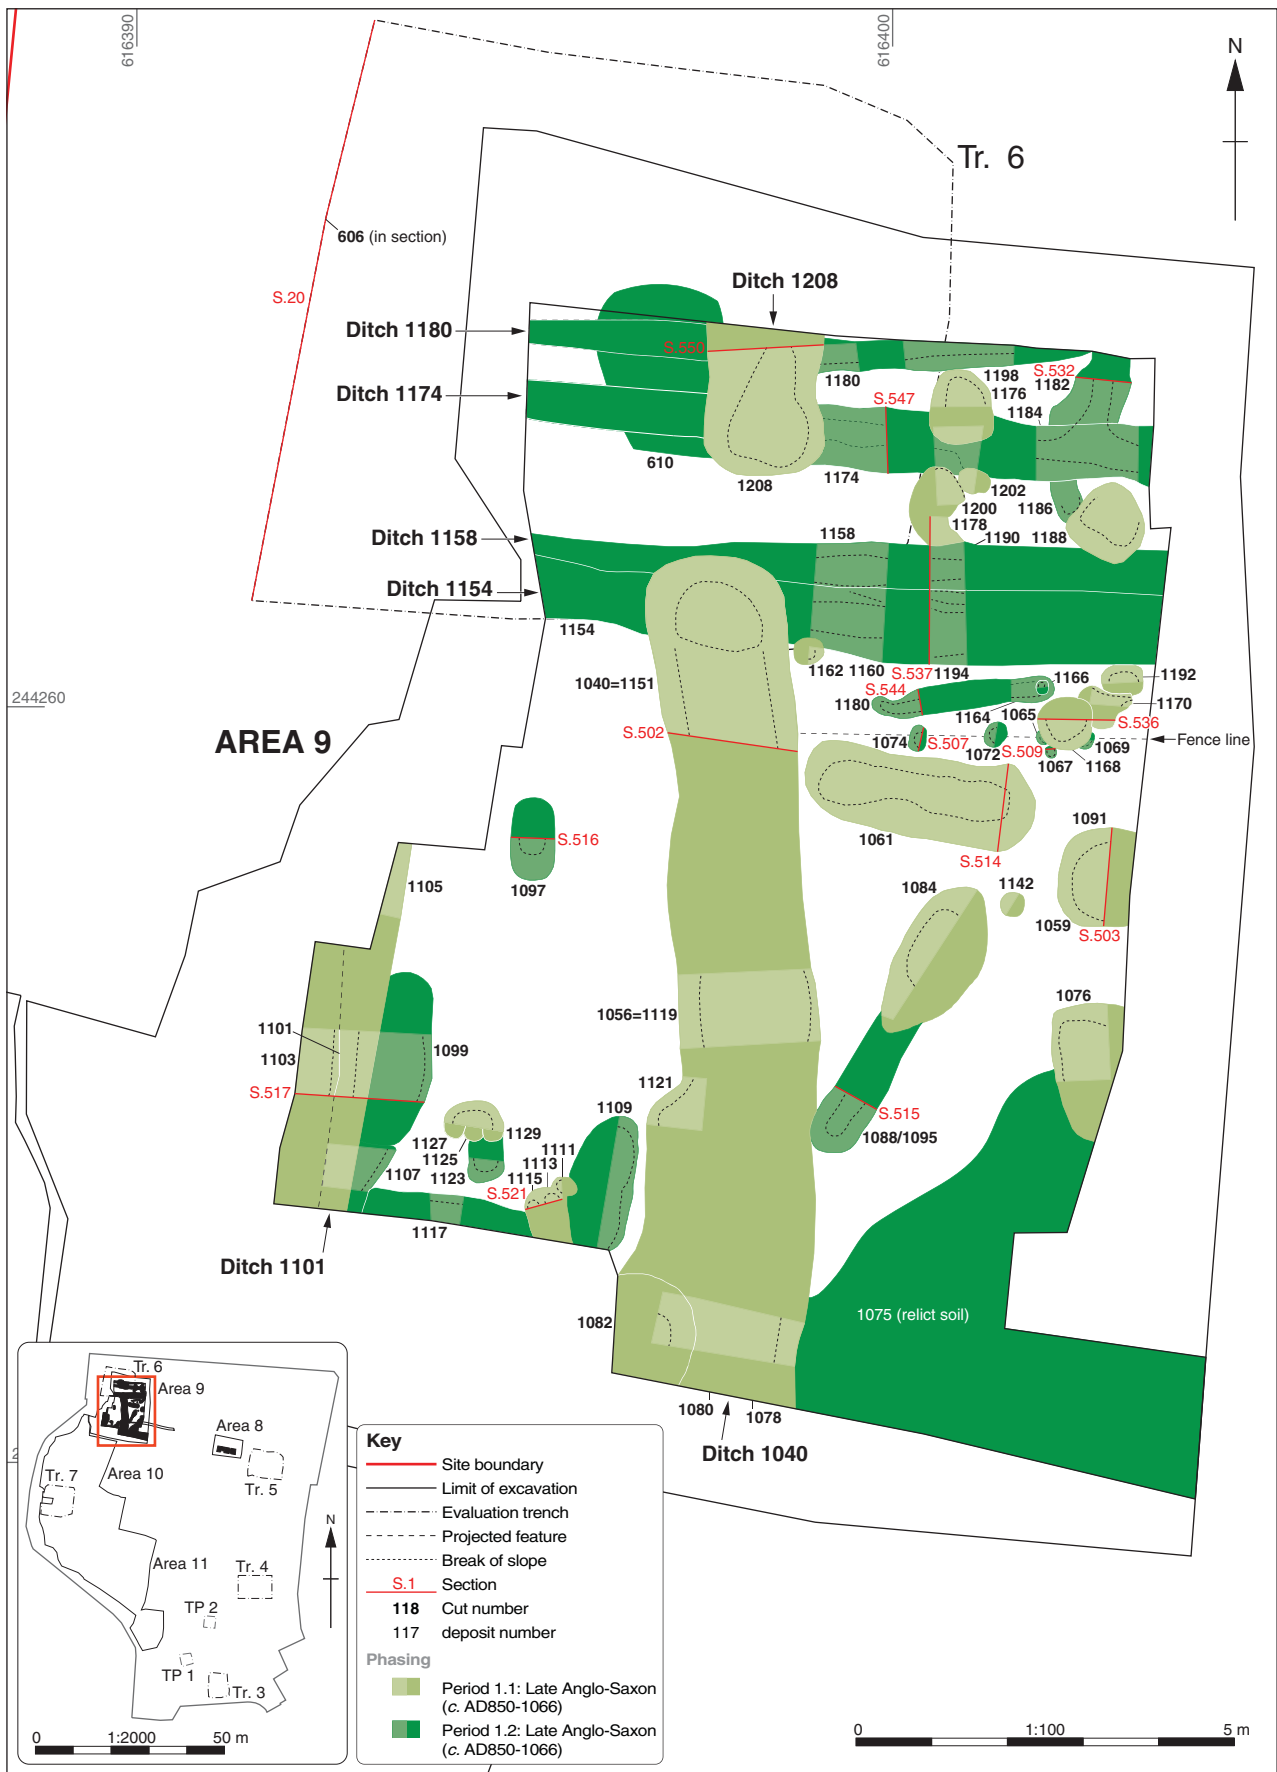 616390
616400
N
Tr. 6
606 (in section)
S.20
Ditch 1208
Ditch 1180
S.550
1180
1198
S.532
1182
1176
Ditch 1174
S.547
1184
610
1208
1174
1202
1200
1186
1178
1188
1190
Ditch 1158
1158
Ditch 1154
1154
1162
1160
S.537
1194
1166
1192
1040=1151
S.544
1180
1164
1065
1170
244260
S.502
S.536
AREA 9
1074
S.507
1072
S.509
1067
1069
1168
Fence line
1061
S.514
S.516
1097
1091
1105
1084
1142
1059
S.503
1076
1056=1119
1101
1103
1099
S.517
1121
1109
S.515
1088/1095
1127
1129
1125
1111
1113
1107
1123
1115
S.521
1117
Ditch 1101
1082
1075 (relict soil)
1080
1078
Ditch 1040
Tr. 6
Area 9
Area 8
Area 10
Tr. 7
Tr. 5
N
Area 11
Tr. 4
TP 2
TP 1
Tr. 3
0 1:2000 50 m
2
Key
Site boundary
Limit of excavation
Evaluation trench
Projected feature
Break of slope
S.1 Section
118 Cut number
117 deposit number
Phasing
Period 1.1: Late Anglo-Saxon
(c. AD850-1066)
Period 1.2: Late Anglo-Saxon
(c. AD850-1066)
0 1:100 5 m